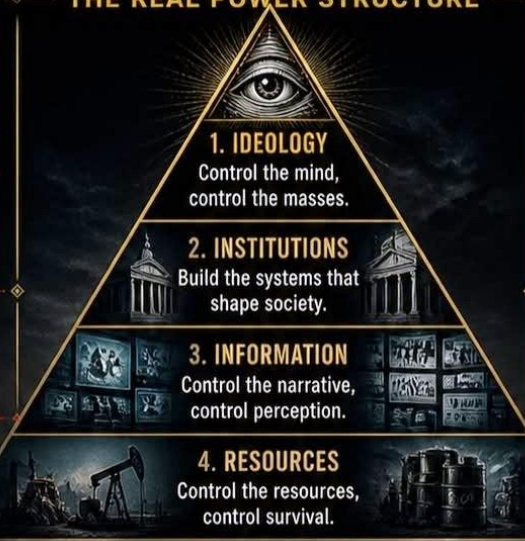 THE REAL POWER STRUCTURE
1. IDEOLOGY
Control the mind,
control the masses.
2. INSTITUTIONS
Build the systems that
shape society.
3. INFORMATION
Control the narrative,
control perception.
4. RESOURCES
Control the resources,
control survival.